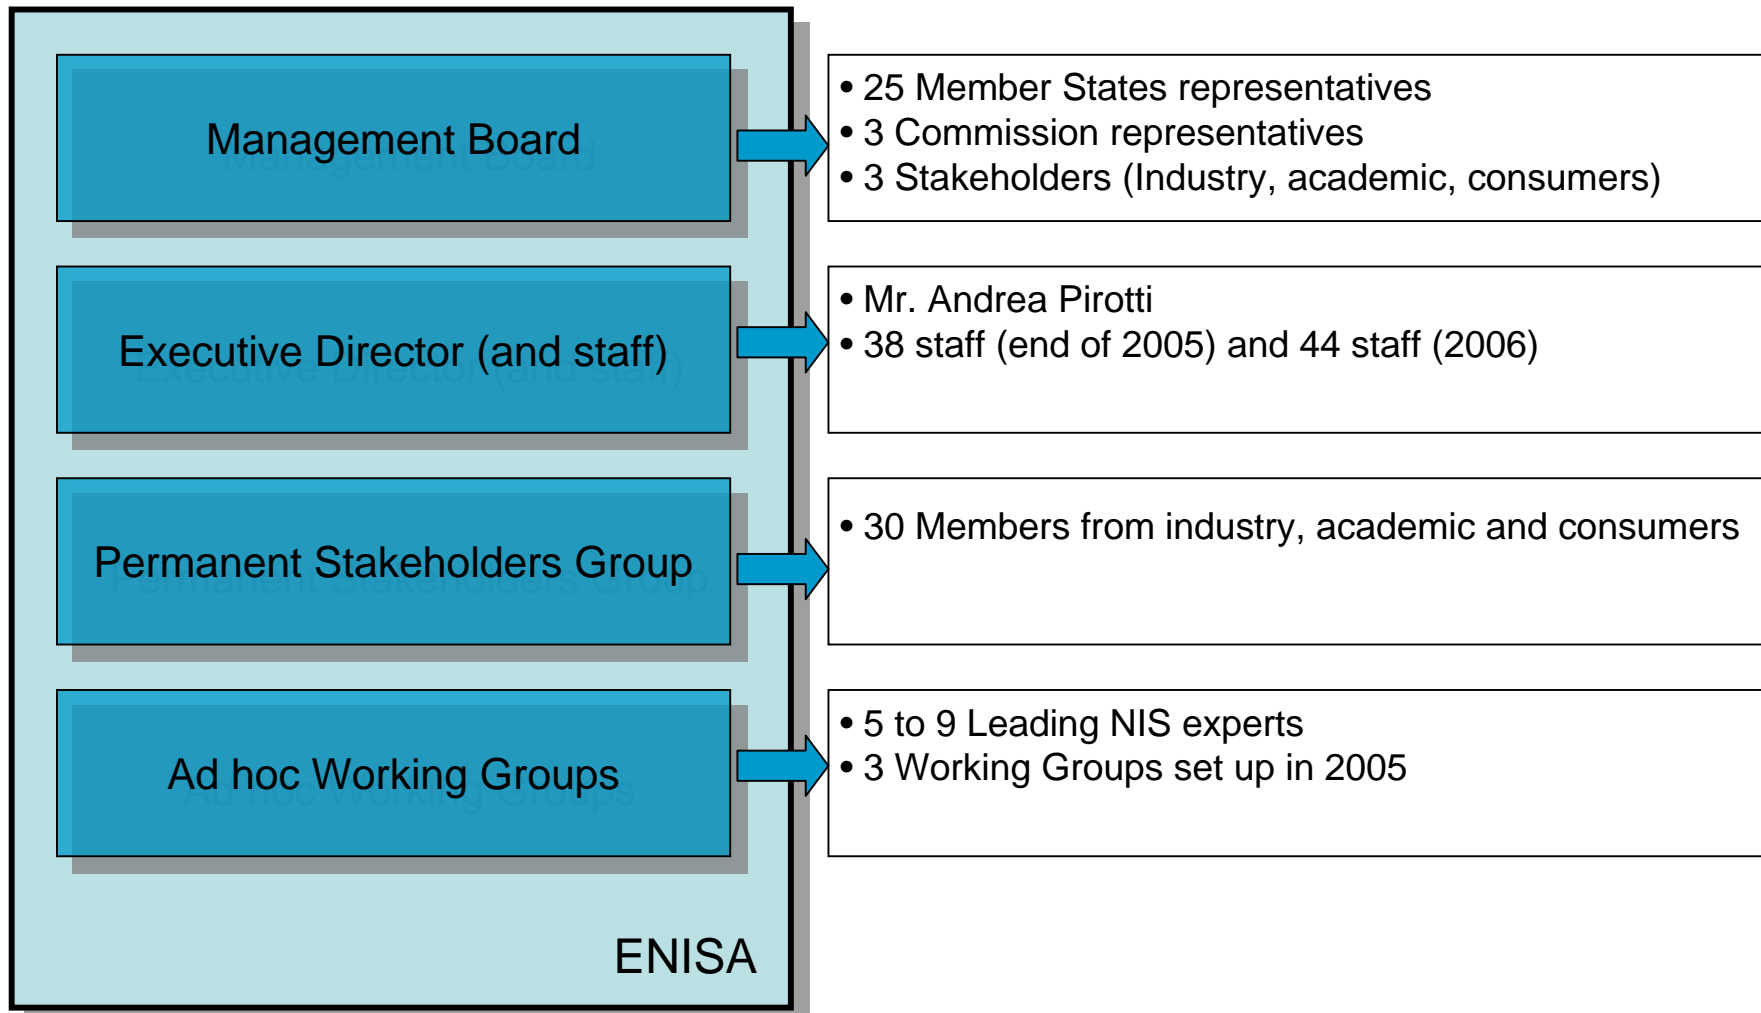 Management Board
• 25 Member States representatives
• 3 Commission representatives
• 3 Stakeholders (Industry, academic, consumers)
Executive Director (and staff)
• Mr. Andrea Pirotti
• 38 staff (end of 2005) and 44 staff (2006)
Permanent Stakeholders Group
• 30 Members from industry, academic and consumers
Ad hoc Working Groups
• 5 to 9 Leading NIS experts
• 3 Working Groups set up in 2005
ENISA